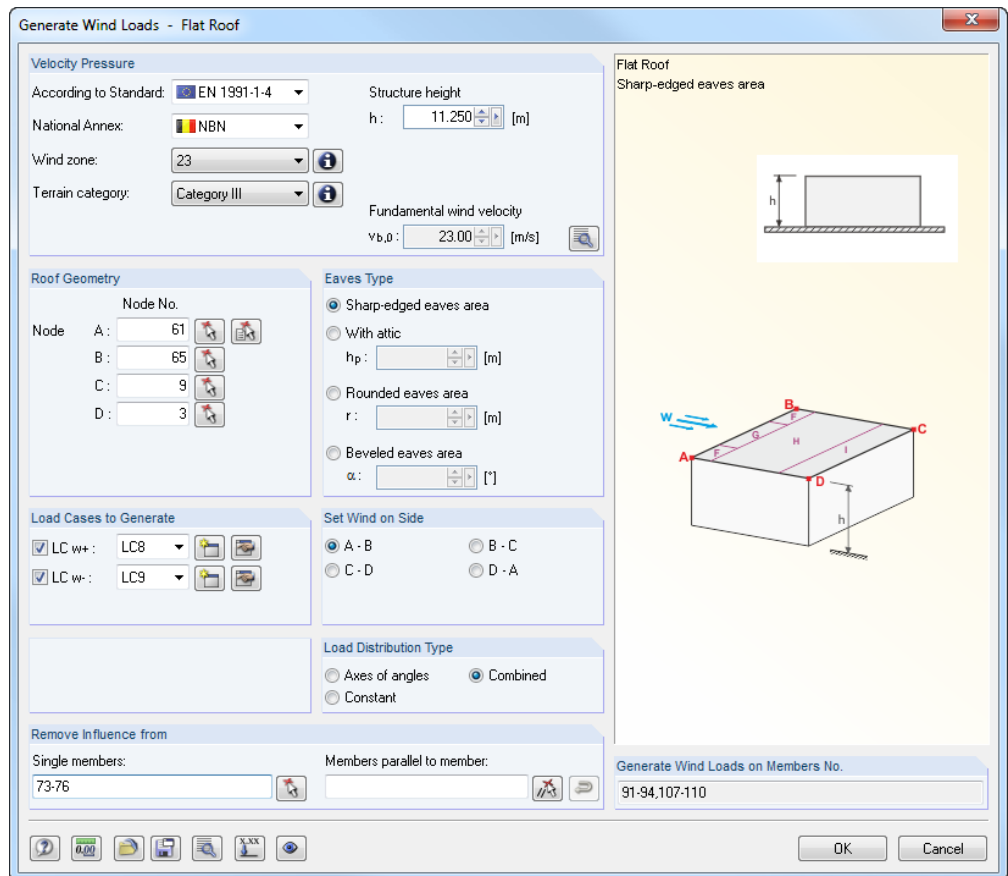 Generate Wind Loads - Flat Roof
Velocity Pressure
According to Standard: EN 1991-1-4
National Annex: NBN
Wind zone: 23
Terrain category: Category III
Structure height
h: 11.250 [m]
Fundamental wind velocity
vb,0: 23.00 [m/s]
Roof Geometry
Node No.
Node A: 61
B: 65
C: 9
D: 3
Eaves Type
Sharp-edged eaves area
With attic
hp: [m]
Rounded eaves area
r: [m]
Beveled eaves area
α: [°]
Load Cases to Generate
LC w+: LC8
LC w-: LC9
Set Wind on Side
A - B B - C
C - D D - A
Load Distribution Type
Axes of angles Combined
Constant
Remove Influence from
Single members:
73-76
Members parallel to member:
Flat Roof
Sharp-edged eaves area
h
W
B
F
G
H
C
A
F
I
D
h
Generate Wind Loads on Members No.
91-94,107-110
0.00
X.XX
OK Cancel